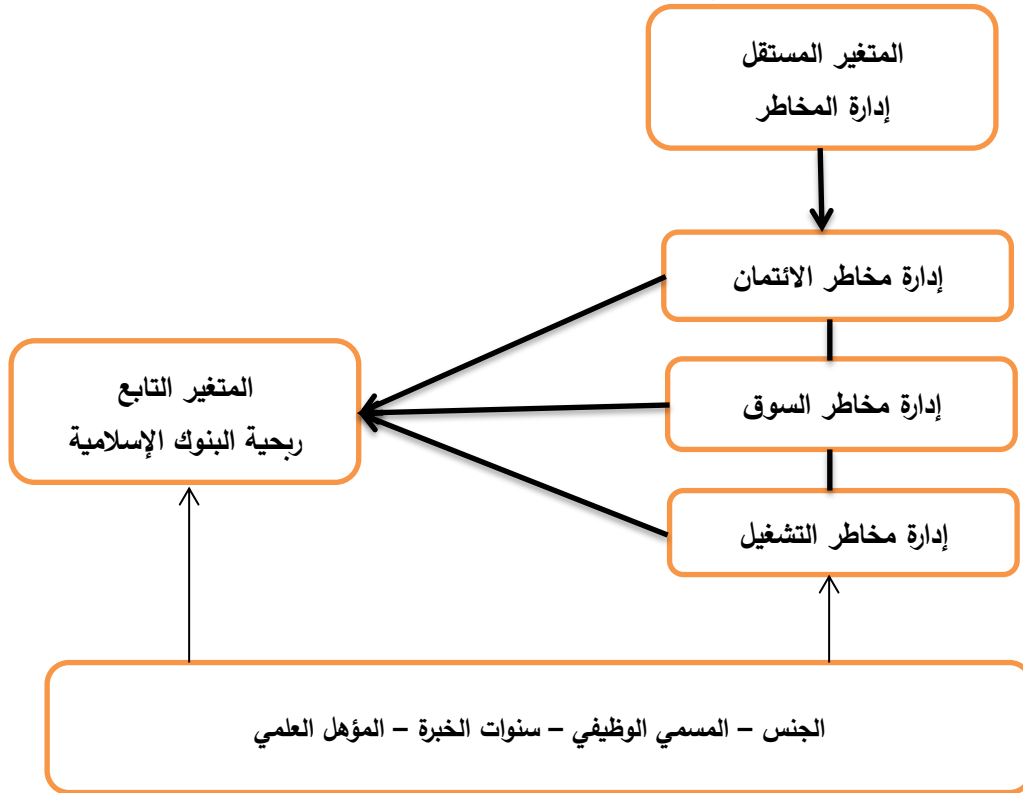 المتغير المستقل
إدارة المخاطر
إدارة مخاطر الائتمان
إدارة مخاطر السوق
المتغير التابع
ربحية البنوك الإسلامية
إدارة مخاطر التشغيل
الجنس – المسمي الوظيفي – سنوات الخبرة – المؤهل العلمي